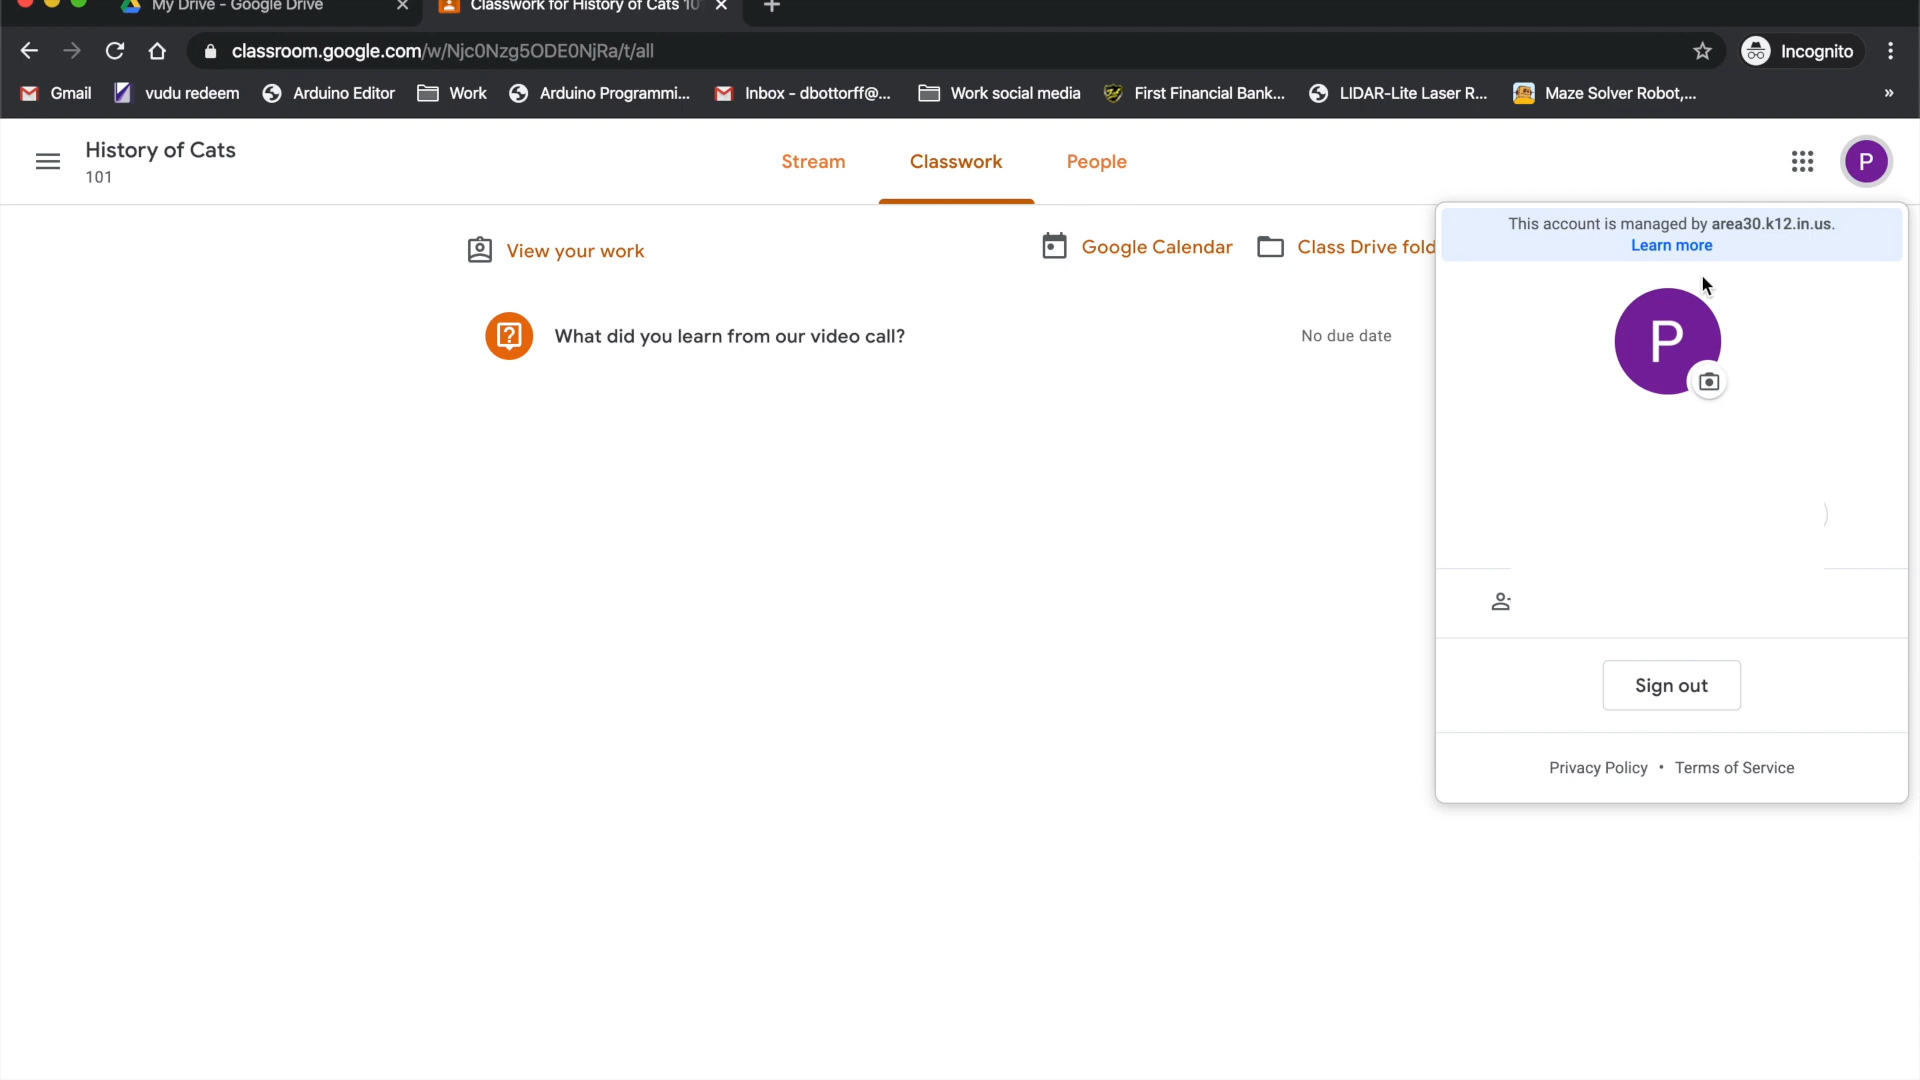 My Drive - Google Drive
Classwork for History of Cats 10
classroom.google.com/w/Njc0Nzg5ODE0NjRa/t/all
Incognito
Gmail
vudu redeem
Arduino Editor
Work
Arduino Programmi...
Inbox - dbottorff@...
Work social media
First Financial Bank...
LIDAR-Lite Laser R...
Maze Solver Robot,...
»
History of Cats
101
Stream
Classwork
People
P
This account is managed by area30.k12.in.us.
Learn more
View your work
Google Calendar
Class Drive fold
P
What did you learn from our video call?
No due date
Sign out
Privacy Policy • Terms of Service